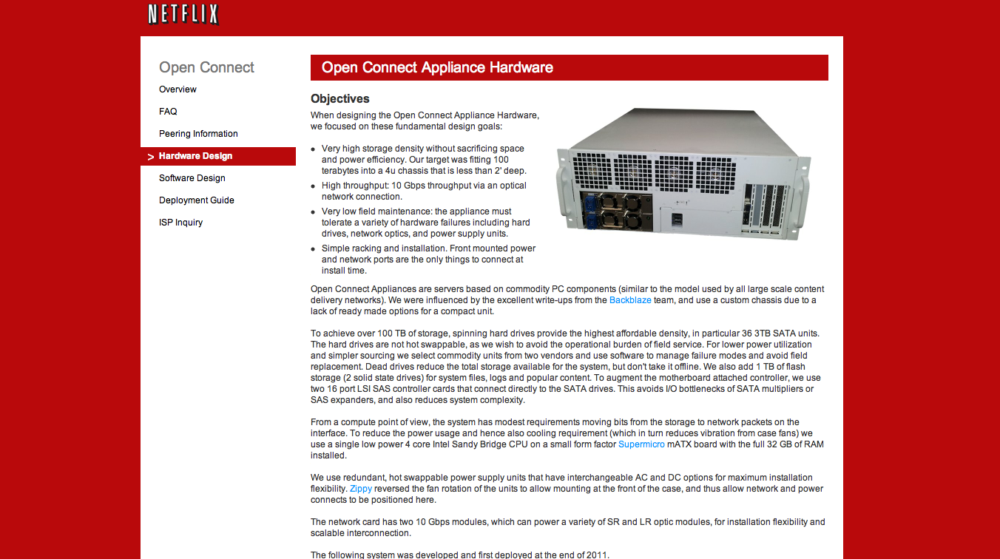 NETFLIX
Open Connect
Overview
FAQ
Peering Information
> Hardware Design
Software Design
Deployment Guide
ISP Inquiry
Open Connect Appliance Hardware
Objectives
When designing the Open Connect Appliance Hardware,
we focused on these fundamental design goals:
• Very high storage density without sacrificing space
and power efficiency. Our target was fitting 100
terabytes into a 4u chassis that is less than 2' deep.
• High throughput: 10 Gbps throughput via an optical
network connection.
• Very low field maintenance: the appliance must
tolerate a variety of hardware failures including hard
drives, network optics, and power supply units.
• Simple racking and installation. Front mounted power
and network ports are the only things to connect at
install time.
Open Connect Appliances are servers based on commodity PC components (similar to the model used by all large scale content
delivery networks). We were influenced by the excellent write-ups from the Backblaze team, and use a custom chassis due to a
lack of ready made options for a compact unit.
To achieve over 100 TB of storage, spinning hard drives provide the highest affordable density, in particular 36 3TB SATA units.
The hard drives are not hot swappable, as we wish to avoid the operational burden of field service. For lower power utilization
and simpler sourcing we select commodity units from two vendors and use software to manage failure modes and avoid field
replacement. Dead drives reduce the total storage available for the system, but don't take it offline. We also add 1 TB of flash
storage (2 solid state drives) for system files, logs and popular content. To augment the motherboard attached controller, we use
two 16 port LSI SAS controller cards that connect directly to the SATA drives. This avoids I/O bottlenecks of SATA multipliers or
SAS expanders, and also reduces system complexity.
From a compute point of view, the system has modest requirements moving bits from the storage to network packets on the
interface. To reduce the power usage and hence also cooling requirement (which in turn reduces vibration from case fans) we
use a single low power 4 core Intel Sandy Bridge CPU on a small form factor Supermicro mATX board with the full 32 GB of RAM
installed.
We use redundant, hot swappable power supply units that have interchangeable AC and DC options for maximum installation
flexibility. Zippy reversed the fan rotation of the units to allow mounting at the front of the case, and thus allow network and power
connects to be positioned here.
The network card has two 10 Gbps modules, which can power a variety of SR and LR optic modules, for installation flexibility and
scalable interconnection.
The following system was developed and first deployed at the end of 2011.